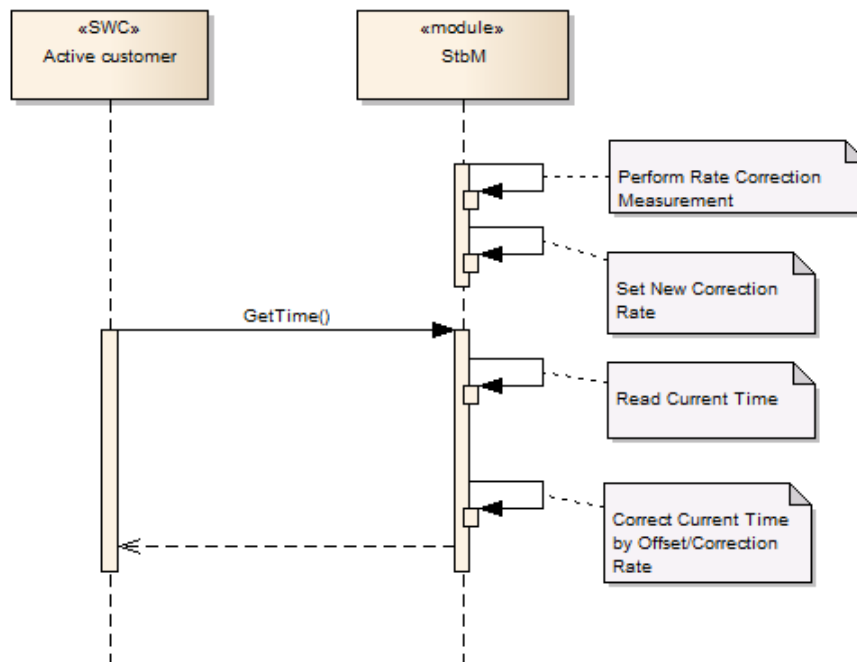 «SWC»
Active customer
«module»
StbM
Perform Rate Correction
Measurement
Set New Correction
Rate
GetTime()
Read Current Time
Correct Current Time
by Offset/Correction
Rate